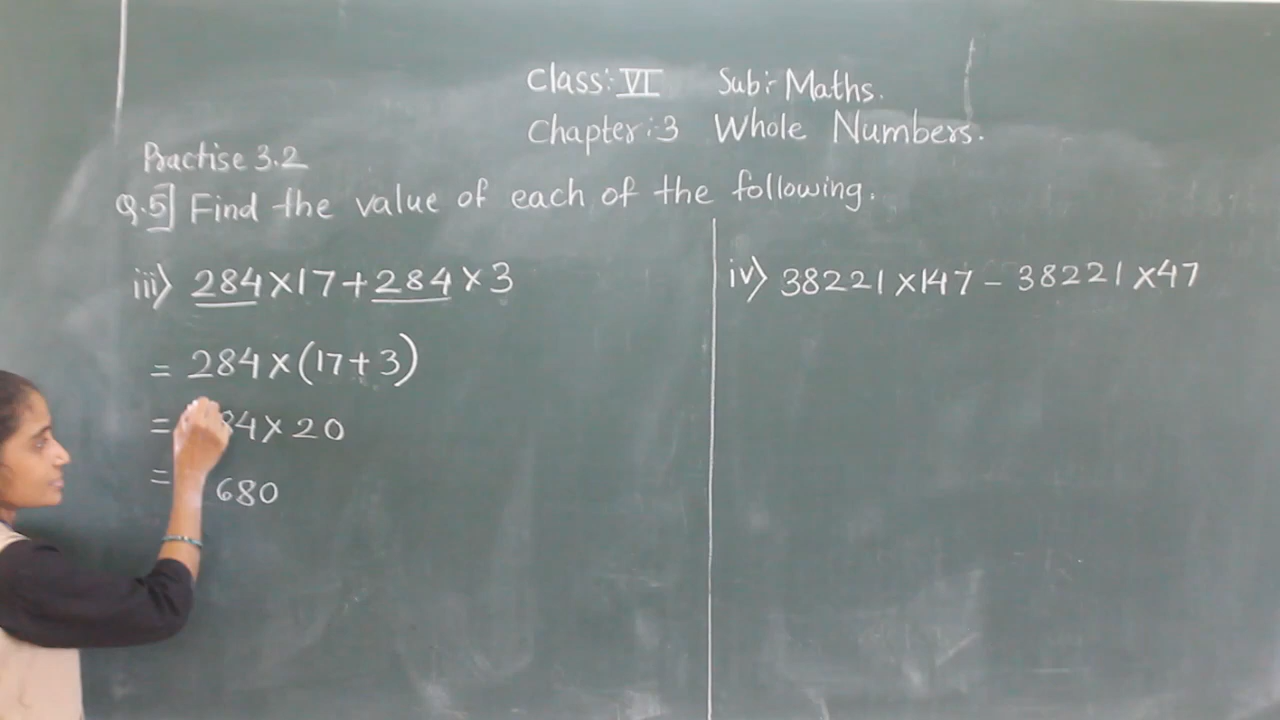 Class:- VI Sub:- Maths.
Chapter:-3 Whole Numbers.
Practise 3.2
Q.5] Find the value of each of the following.
iii) 284×17+284×3
= 284×(17+3)
= 84×20
= 680
iv) 38221×147-38221×47